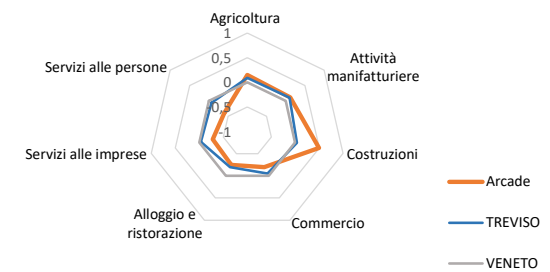 Agricoltura
1
0,5
0
-0,5
-1
Attività
manifatturiere
Costruzioni
Commercio
Alloggio e
ristorazione
Servizi alle imprese
Servizi alle persone
Arcade
TREVISO
VENETO